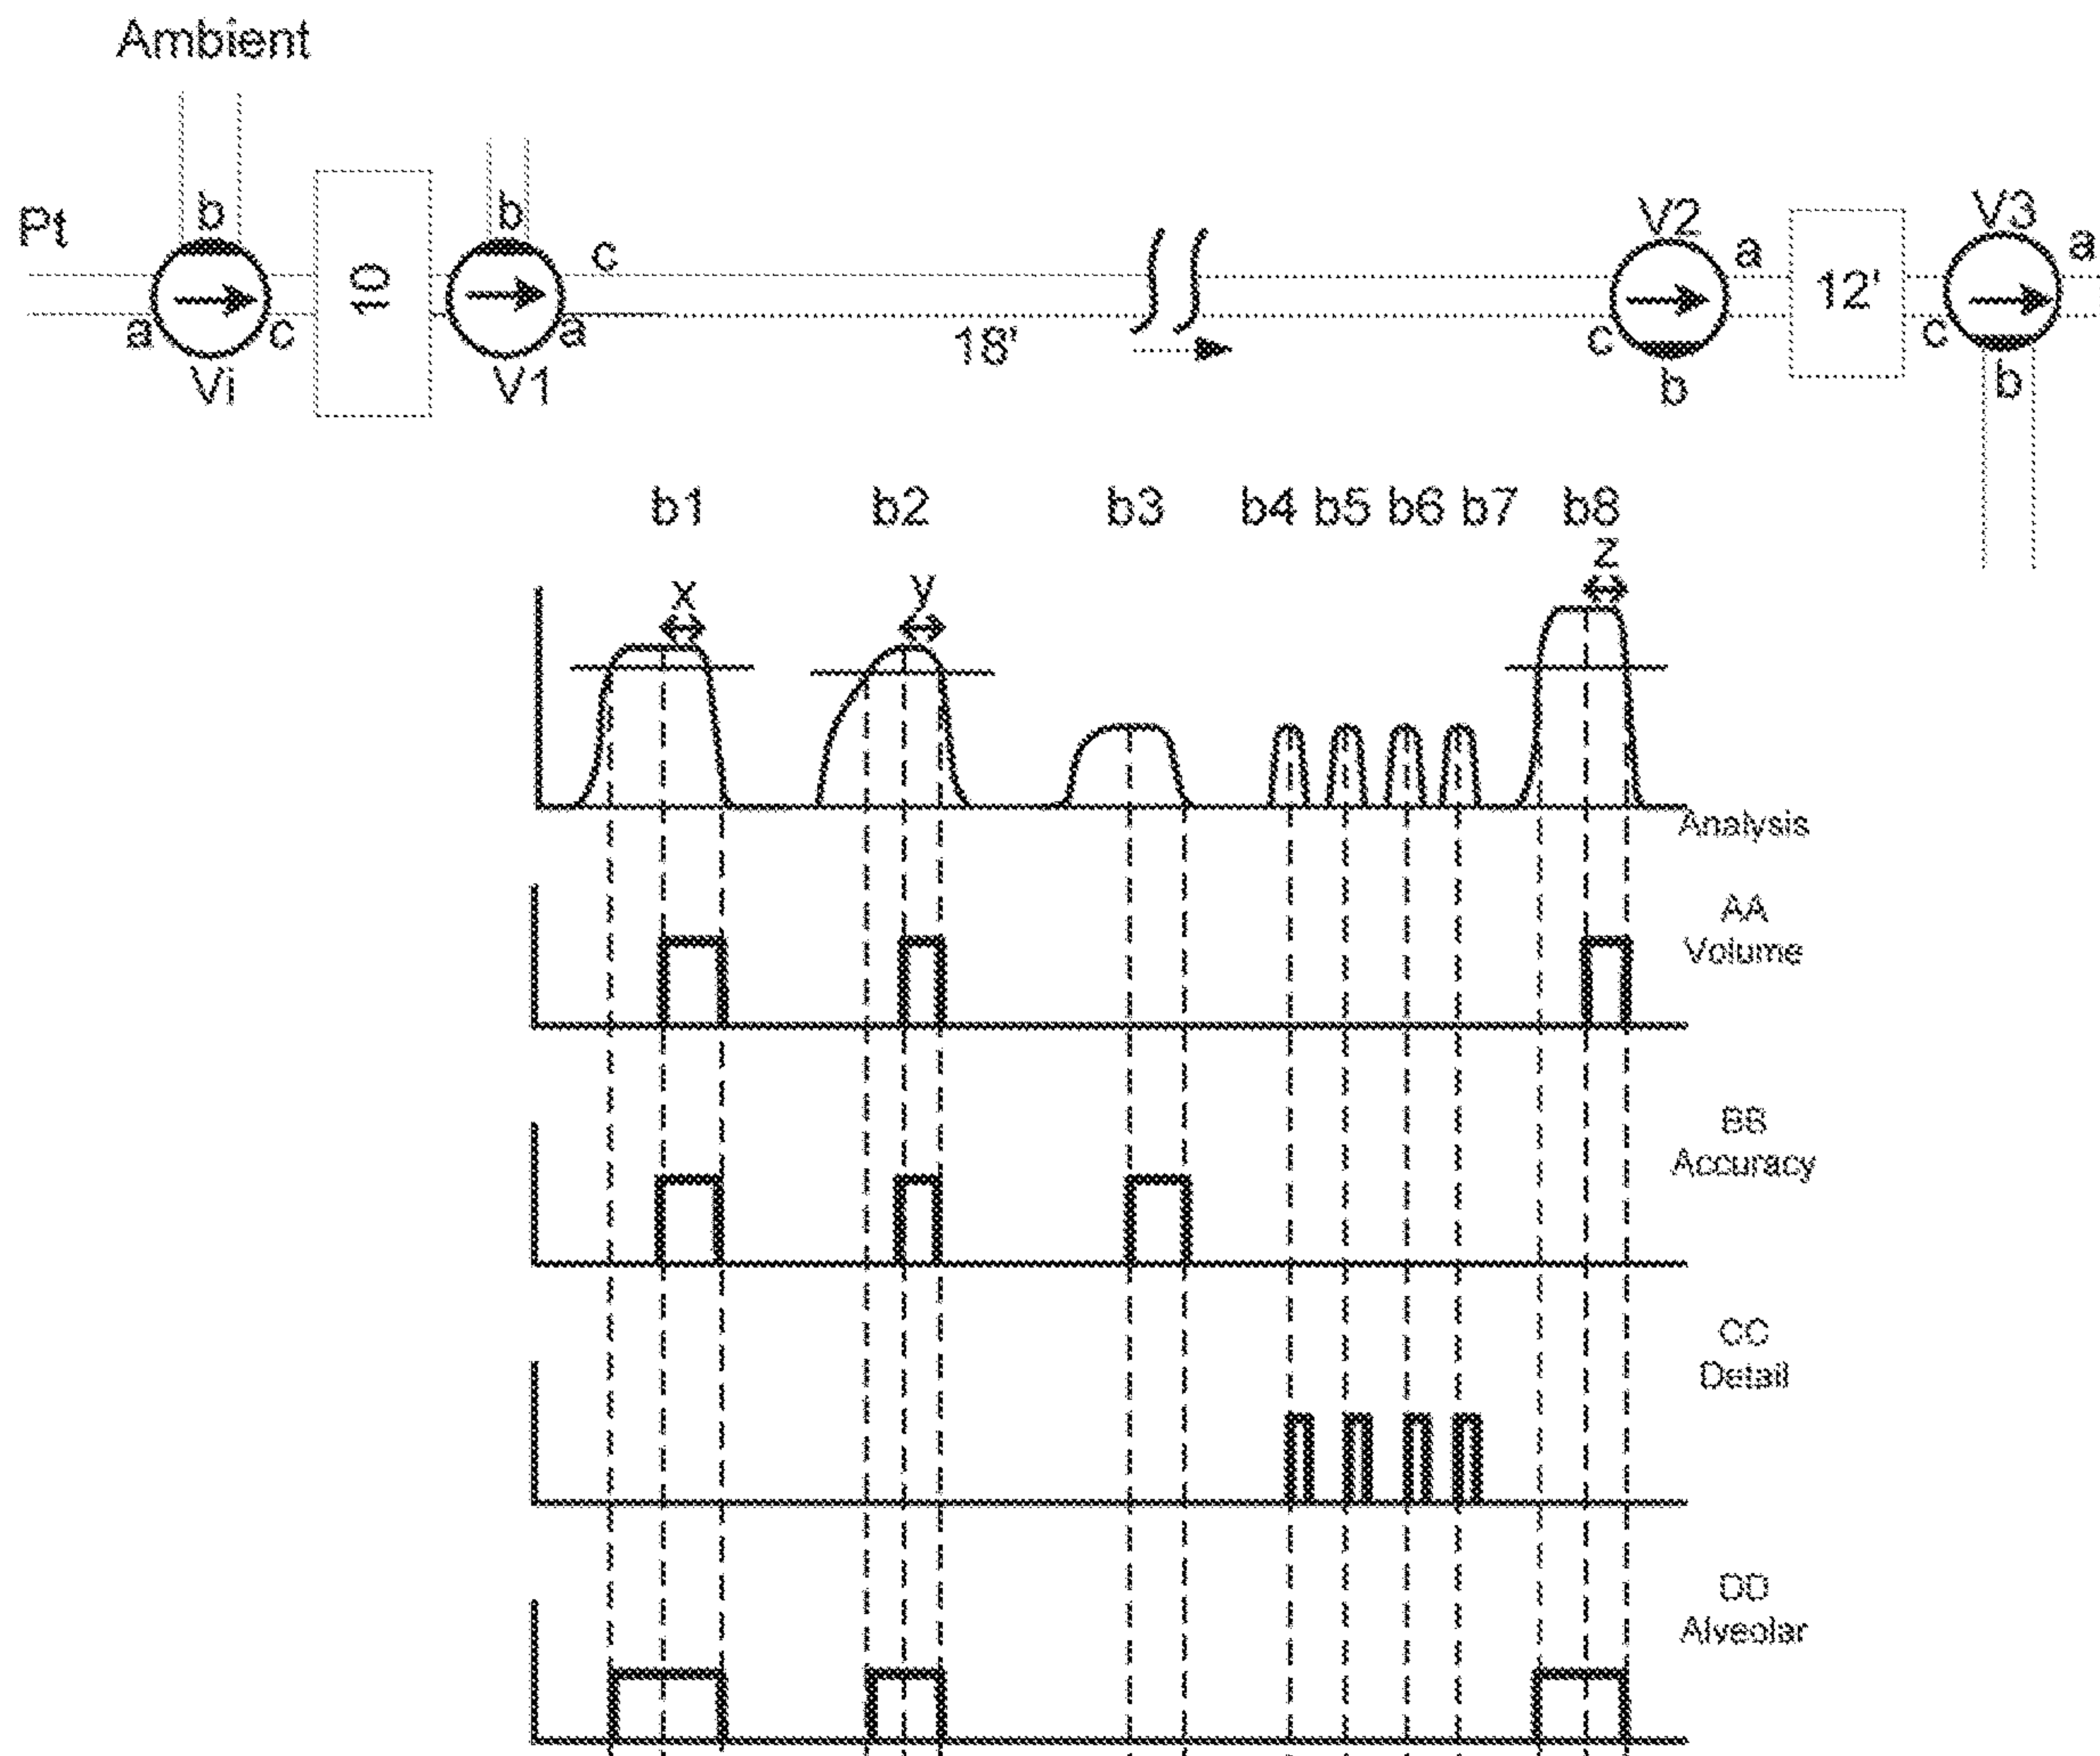 Ambient
Pt
b
b
c
V2
a
V3
a
10
12'
a
c
a
18'
c
c
Vi
V1
b
b
b1 b2 b3 b4 b5 b6 b7 b8
x
y
z
Analysis
AA
Volume
BB
Accuracy
CC
Detail
DD
Alveolar